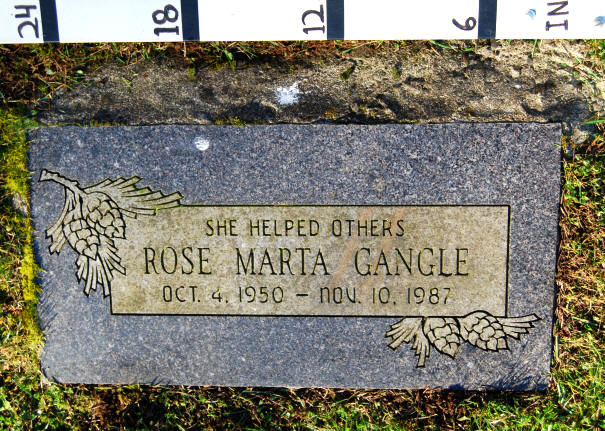 24 18 12 6 IN
SHE HELPED OTHERS
ROSE MARTA GANGLE
OCT. 4, 1950 – NOV. 10, 1987